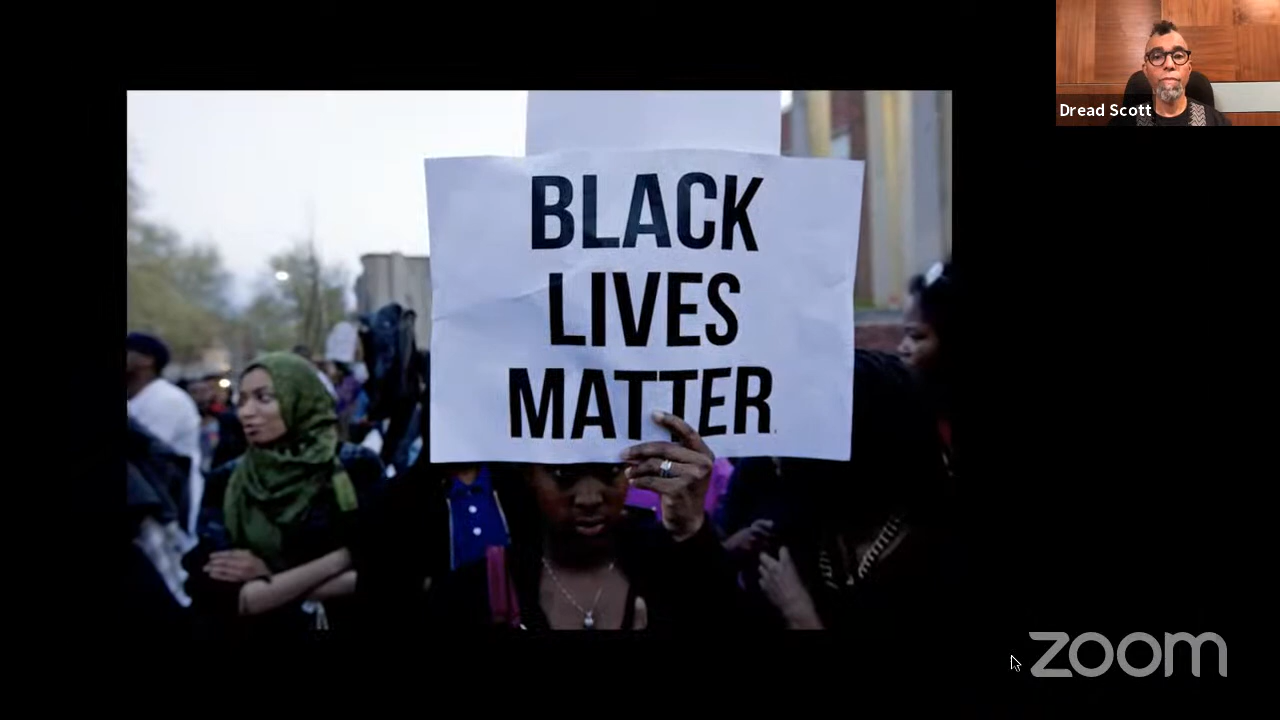 Dread Scott
BLACK
LIVES
MATTER.
zoom